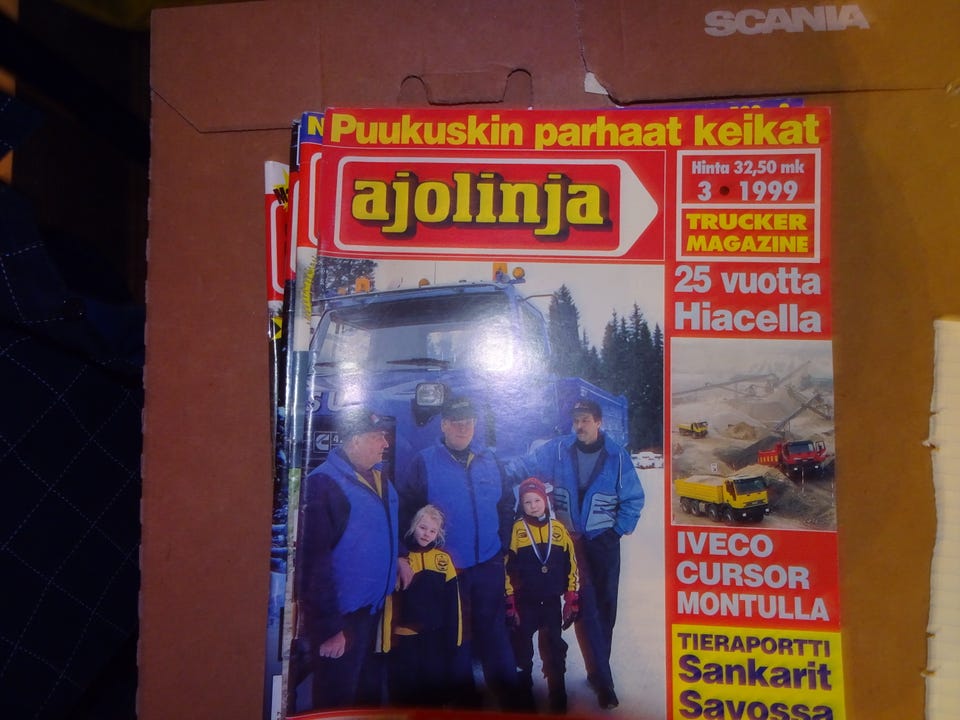 SCANIA
Puukuskin parhaat keikat
ajolinja
Hinta 32,50 mk
3 • 1999
TRUCKER
MAGAZINE
25 vuotta
Hiacella
IVECO
CURSOR
MONTULLA
TIERAPORTTI
Sankarit
Savossa